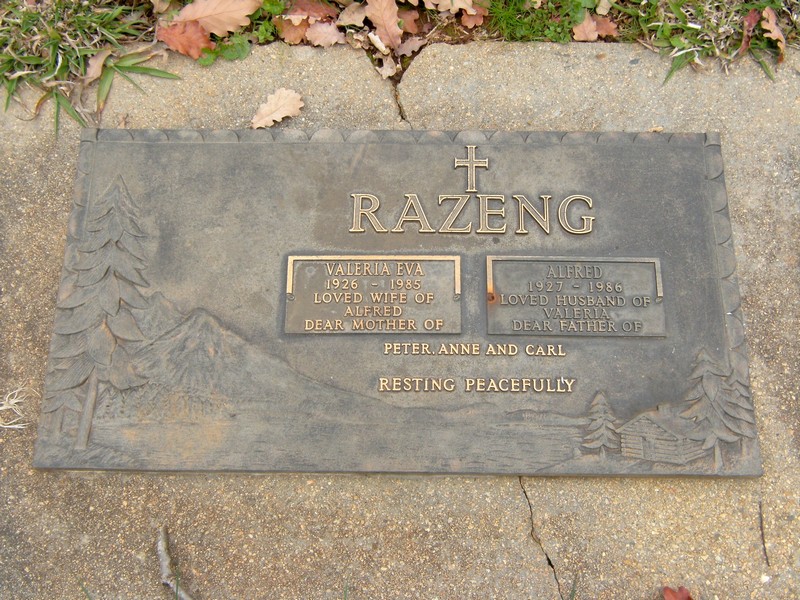 RAZENG
VALERIA EVA
1926 - 1985
LOVED WIFE OF
ALFRED
DEAR MOTHER OF
ALFRED
1927 - 1986
LOVED HUSBAND OF
VALERIA
DEAR FATHER OF
PETER, ANNE AND CARL
RESTING PEACEFULLY